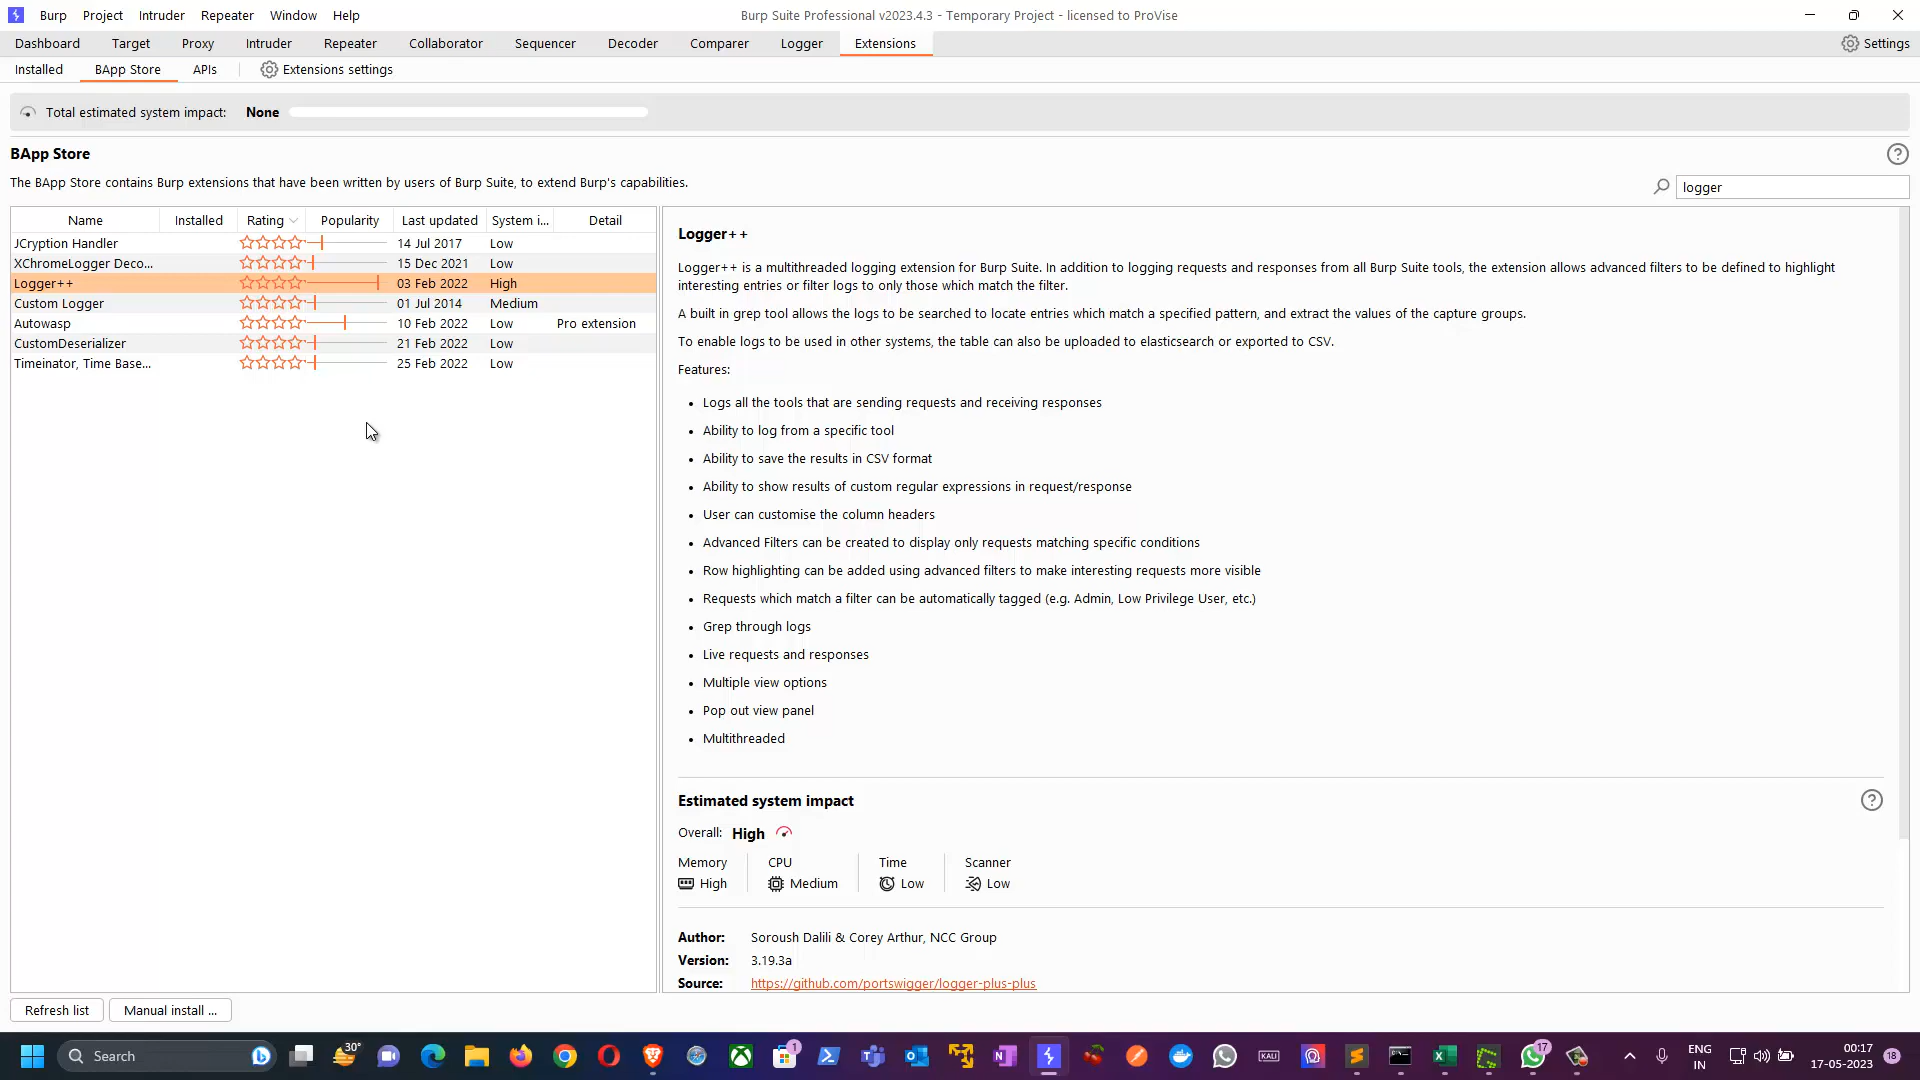 Burp Project Intruder Repeater Window Help
Burp Suite Professional v2023.4.3 - Temporary Project - licensed to ProVise
Dashboard Target Proxy Intruder Repeater Collaborator Sequencer Decoder Comparer Logger Extensions Settings
Installed BApp Store APIs Extensions settings
Total estimated system impact: None
BApp Store
The BApp Store contains Burp extensions that have been written by users of Burp Suite, to extend Burp's capabilities.
logger
Name Installed Rating Popularity Last updated System i... Detail
JCryption Handler 14 Jul 2017 Low
XChromeLogger Deco... 15 Dec 2021 Low
Logger++ 03 Feb 2022 High
Custom Logger 01 Jul 2014 Medium
Autowasp 10 Feb 2022 Low Pro extension
CustomDeserializer 21 Feb 2022 Low
Timeinator, Time Base... 25 Feb 2022 Low
Refresh list Manual install ...
Logger++
Logger++ is a multithreaded logging extension for Burp Suite. In addition to logging requests and responses from all Burp Suite tools, the extension allows advanced filters to be defined to highlight
interesting entries or filter logs to only those which match the filter.
A built in grep tool allows the logs to be searched to locate entries which match a specified pattern, and extract the values of the capture groups.
To enable logs to be used in other systems, the table can also be uploaded to elasticsearch or exported to CSV.
Features:
• Logs all the tools that are sending requests and receiving responses
• Ability to log from a specific tool
• Ability to save the results in CSV format
• Ability to show results of custom regular expressions in request/response
• User can customise the column headers
• Advanced Filters can be created to display only requests matching specific conditions
• Row highlighting can be added using advanced filters to make interesting requests more visible
• Requests which match a filter can be automatically tagged (e.g. Admin, Low Privilege User, etc.)
• Grep through logs
• Live requests and responses
• Multiple view options
• Pop out view panel
• Multithreaded
Estimated system impact
Overall: High
Memory CPU Time Scanner
High Medium Low Low
Author: Soroush Dalili & Corey Arthur, NCC Group
Version: 3.19.3a
Source: https://github.com/portswigger/logger-plus-plus
Search 30° 1 KALI 17 ENG IN 00:17 17-05-2023 18